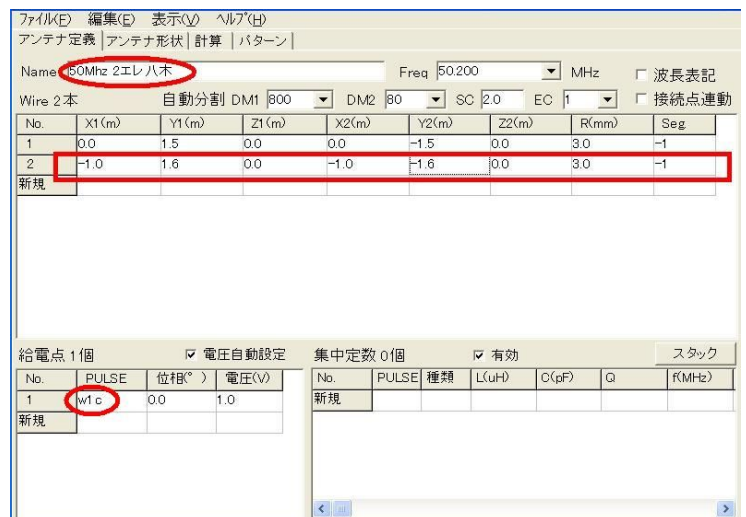 ファイル(F) 編集(E) 表示(V) ヘルプ(H)
アンテナ定義 アンテナ形状 計算 パターン
Name 50Mhz 2エレ八木 Freq 50.200 MHz 波長表記
Wire 2本 自動分割 DM1 800 DM2 80 SC 2.0 EC 1 接続点連動
No. X1(m) Y1(m) Z1(m) X2(m) Y2(m) Z2(m) R(mm) Seg.
1 0.0 1.5 0.0 0.0 -1.5 0.0 3.0 -1
2 -1.0 1.6 0.0 -1.0 -1.6 0.0 3.0 -1
新規
給電点 1個 電圧自動設定
No. PULSE 位相(°) 電圧(V)
1 w1c 0.0 1.0
新規
集中定数 0個 有効 スタック
No. PULSE 種類 L(uH) C(pF) Q f(MHz)
新規